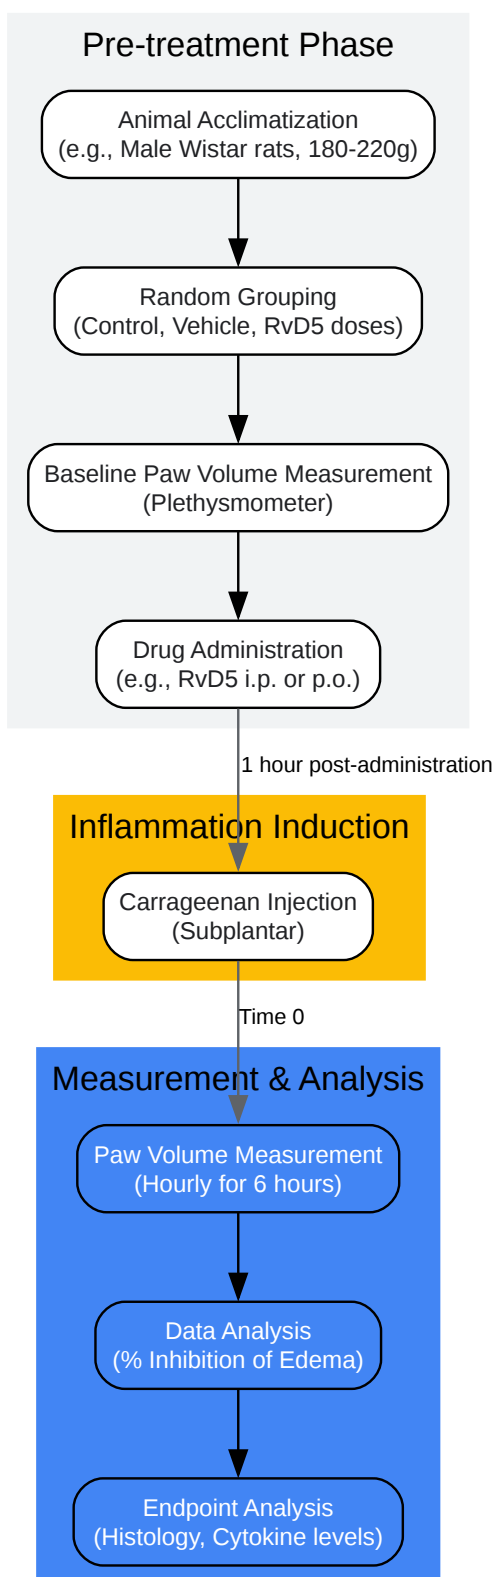 Pre-treatment Phase
Animal Acclimatization
(e.g., Male Wistar rats, 180-220g)
Random Grouping
(Control, Vehicle, RvD5 doses)
Baseline Paw Volume Measurement
(Plethysmometer)
Drug Administration
(e.g., RvD5 i.p. or p.o.)
1 hour post-administration
Inflammation Induction
Carrageenan Injection
(Subplantar)
Time 0
Measurement & Analysis
Paw Volume Measurement
(Hourly for 6 hours)
Data Analysis
(% Inhibition of Edema)
Endpoint Analysis
(Histology, Cytokine levels)